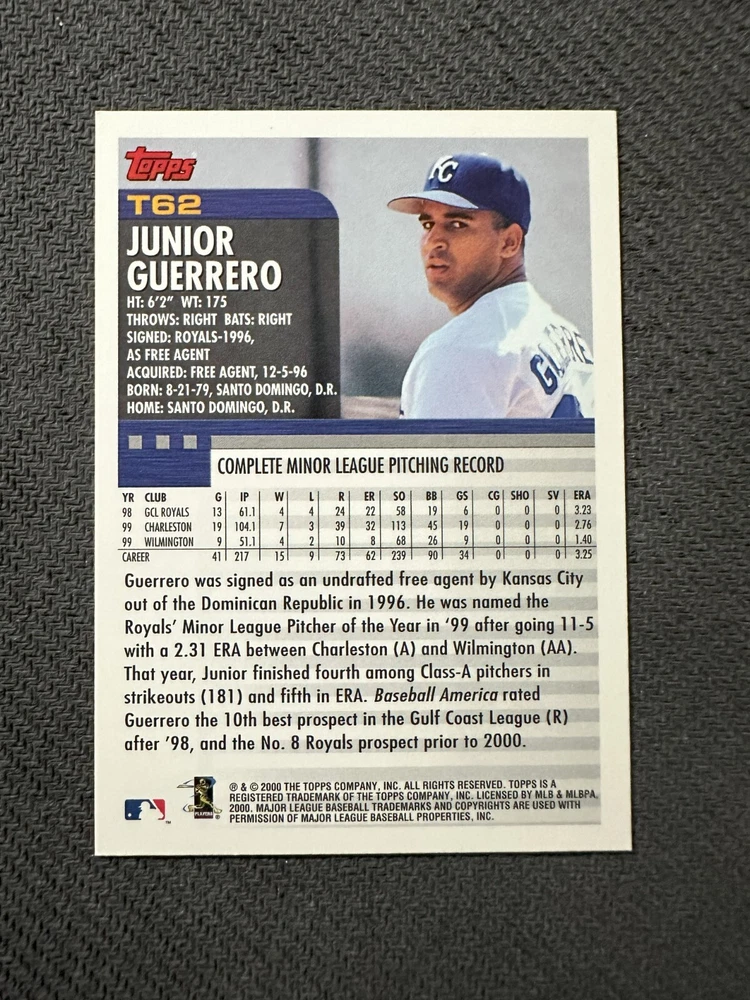 Topps
T62
JUNIOR
GUERRERO
HT: 6'2" WT: 175
THROWS: RIGHT BATS: RIGHT
SIGNED: ROYALS-1996,
AS FREE AGENT
ACQUIRED: FREE AGENT, 12-5-96
BORN: 8-21-79, SANTO DOMINGO, D.R.
HOME: SANTO DOMINGO, D.R.
KC
COMPLETE MINOR LEAGUE PITCHING RECORD
YR CLUB G IP W L R ER SO BB GS CG SHO SV ERA
98 GCL ROYALS 13 61.1 4 4 24 22 58 19 6 0 0 0 3.23
99 CHARLESTON 19 104.1 7 3 39 32 113 45 19 0 0 0 2.76
99 WILMINGTON 9 51.1 4 2 10 8 68 26 9 0 0 0 1.40
CAREER 41 217 15 9 73 62 239 90 34 0 0 0 3.25
Guerrero was signed as an undrafted free agent by Kansas City
out of the Dominican Republic in 1996. He was named the
Royals' Minor League Pitcher of the Year in '99 after going 11-5
with a 2.31 ERA between Charleston (A) and Wilmington (AA).
That year, Junior finished fourth among Class-A pitchers in
strikeouts (181) and fifth in ERA. Baseball America rated
Guerrero the 10th best prospect in the Gulf Coast League (R)
after '98, and the No. 8 Royals prospect prior to 2000.
® & © 2000 THE TOPPS COMPANY, INC. ALL RIGHTS RESERVED. TOPPS IS A
REGISTERED TRADEMARK OF THE TOPPS COMPANY, INC. LICENSED BY MLB & MLBPA
2000. MAJOR LEAGUE BASEBALL TRADEMARKS AND COPYRIGHTS ARE USED WITH
PERMISSION OF MAJOR LEAGUE BASEBALL PROPERTIES, INC.